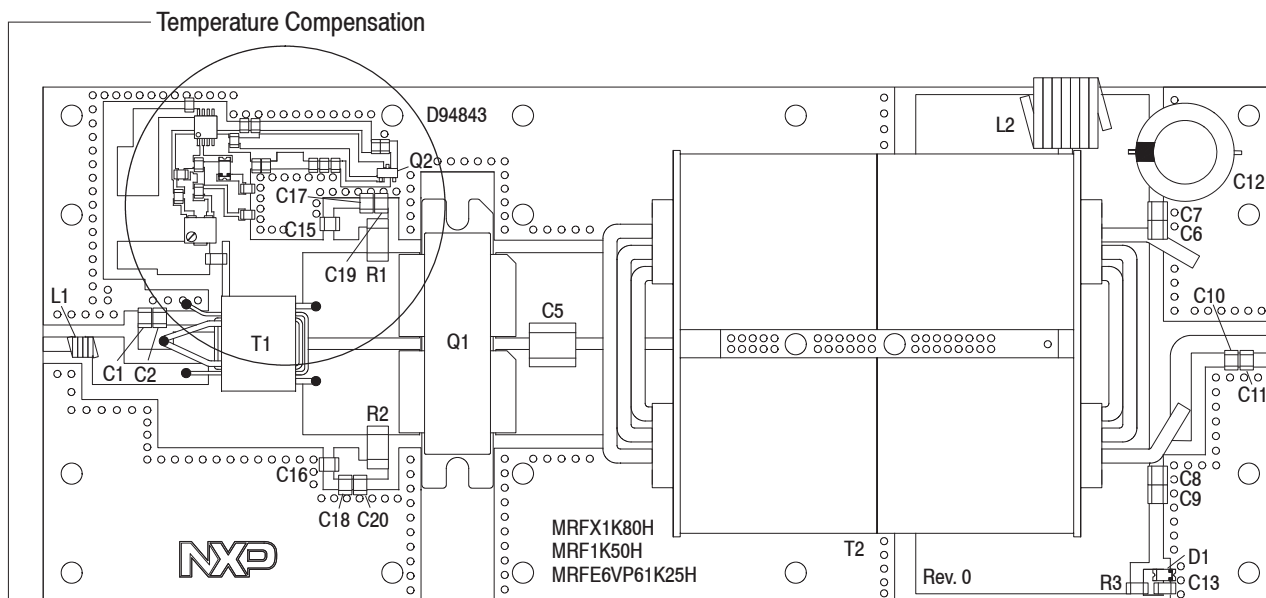 Temperature Compensation
D94843
L2
Q2
C12
C17
C15
C7
C6
C19
R1
L1
C10
C5
T1
Q1
C1
C2
C11
R2
C16
C8
C9
C18
C20
MRFX1K80H
MRF1K50H
MRFE6VP61K25H
NXP
T2
D1
Rev. 0
R3
C13